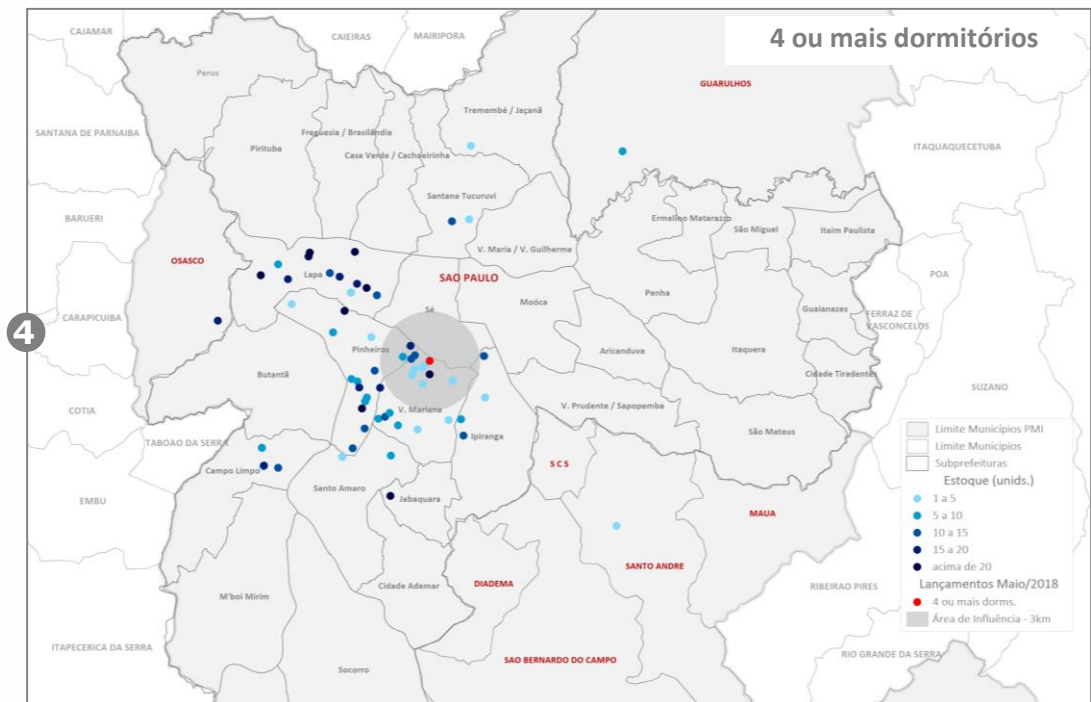 4 ou mais dormitórios
CAJAMAR
CAIEIRAS
MAIRIPORA
Perus
GUARULHOS
Tremembé / Jaçanã
SANTANA DE PARNAIBA
Freguesia / Brasilândia
Pirituba
Casa Verde / Cachoeirinha
ITAQUAQUECETUBA
Santana Tucuruvi
BARUERI
Ermelino Matarazzo
São Miguel
Itaim Paulista
V. Maria / V. Guilherme
OSASCO
Lapa
SAO PAULO
POA
Penha
Sé
Moóca
Guaianazes
CARAPICUIBA
FERRAZ DE
VASCONCELOS
4
Pinheiros
Aricanduva
Itaquera
Butantã
Cidade Tiradentes
SUZANO
COTIA
V. Mariana
V. Prudente / Sapopemba
TABOAO DA SERRA
Ipiranga
São Mateus
Limite Municípios PMI
Limite Municipios
Subprefeituras
Campo Limpo
S C S
Estoque (unids.)
Santo Amaro
EMBU
Jabaquara
1 a 5
MAUA
5 a 10
10 a 15
15 a 20
acima de 20
SANTO ANDRE
Lançamentos Maio/2018
DIADEMA
Cidade Ademar
RIBEIRAO PIRES
M'boi Mirim
4 ou mais dorms.
Área de Influência - 3km
ITAPECERICA DA SERRA
SAO BERNARDO DO CAMPO
RIO GRANDE DA SERRA
Socorro